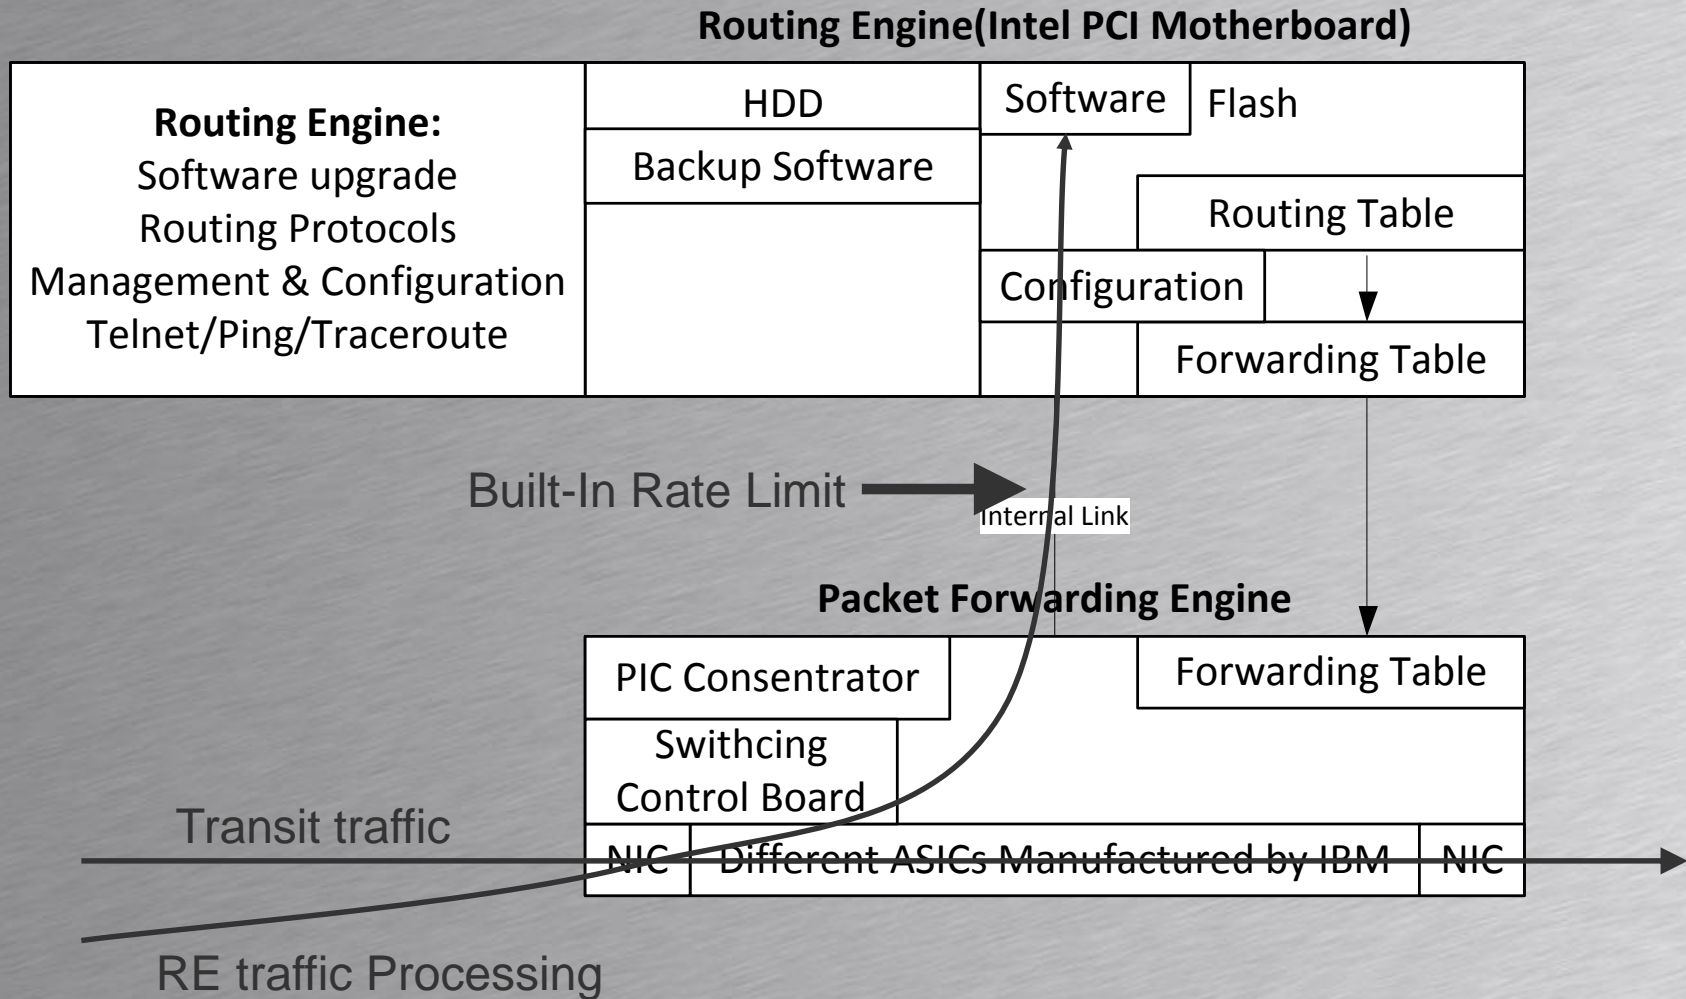 Routing Engine(Intel PCI Motherboard)
Routing Engine:
Software upgrade
Routing Protocols
Management & Configuration
Telnet/Ping/Traceroute
HDD
Backup Software
Software
Flash
Routing Table
Configuration
Forwarding Table
Built-In Rate Limit
Internal Link
Packet Forwarding Engine
PIC Consentrator
Forwarding Table
Swithcing
Control Board
Transit traffic
NIC
Different ASICs Manufactured by IBM
NIC
RE traffic Processing